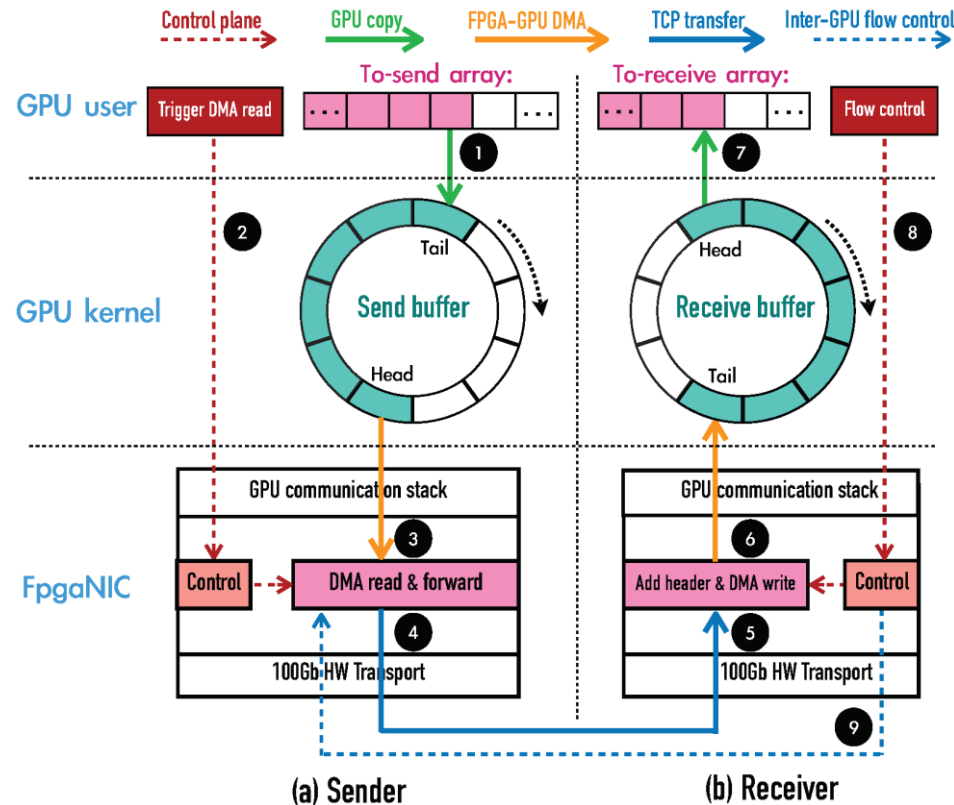 Control plane
GPU copy
FPGA-GPU DMA
TCP transfer
Inter-GPU flow control
To-send array:
To-receive array:
GPU user
Trigger DMA read
...
...
...
...
Flow control
1
7
2
8
Tail
Head
GPU kernel
Send buffer
Receive buffer
Head
Tail
GPU communication stack
GPU communication stack
3
6
FpgaNIC
Control
DMA read & forward
Add header & DMA write
Control
4
5
100Gb HW Transport
100Gb HW Transport
9
(a) Sender
(b) Receiver